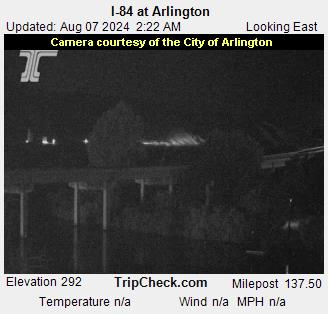 I-84 at Arlington
Updated: Aug 07 2024 2:22 AM Looking East
Camera courtesy of the City of Arlington
Elevation 292 TripCheck.com Milepost 137.50
Temperature n/a Wind n/a MPH n/a